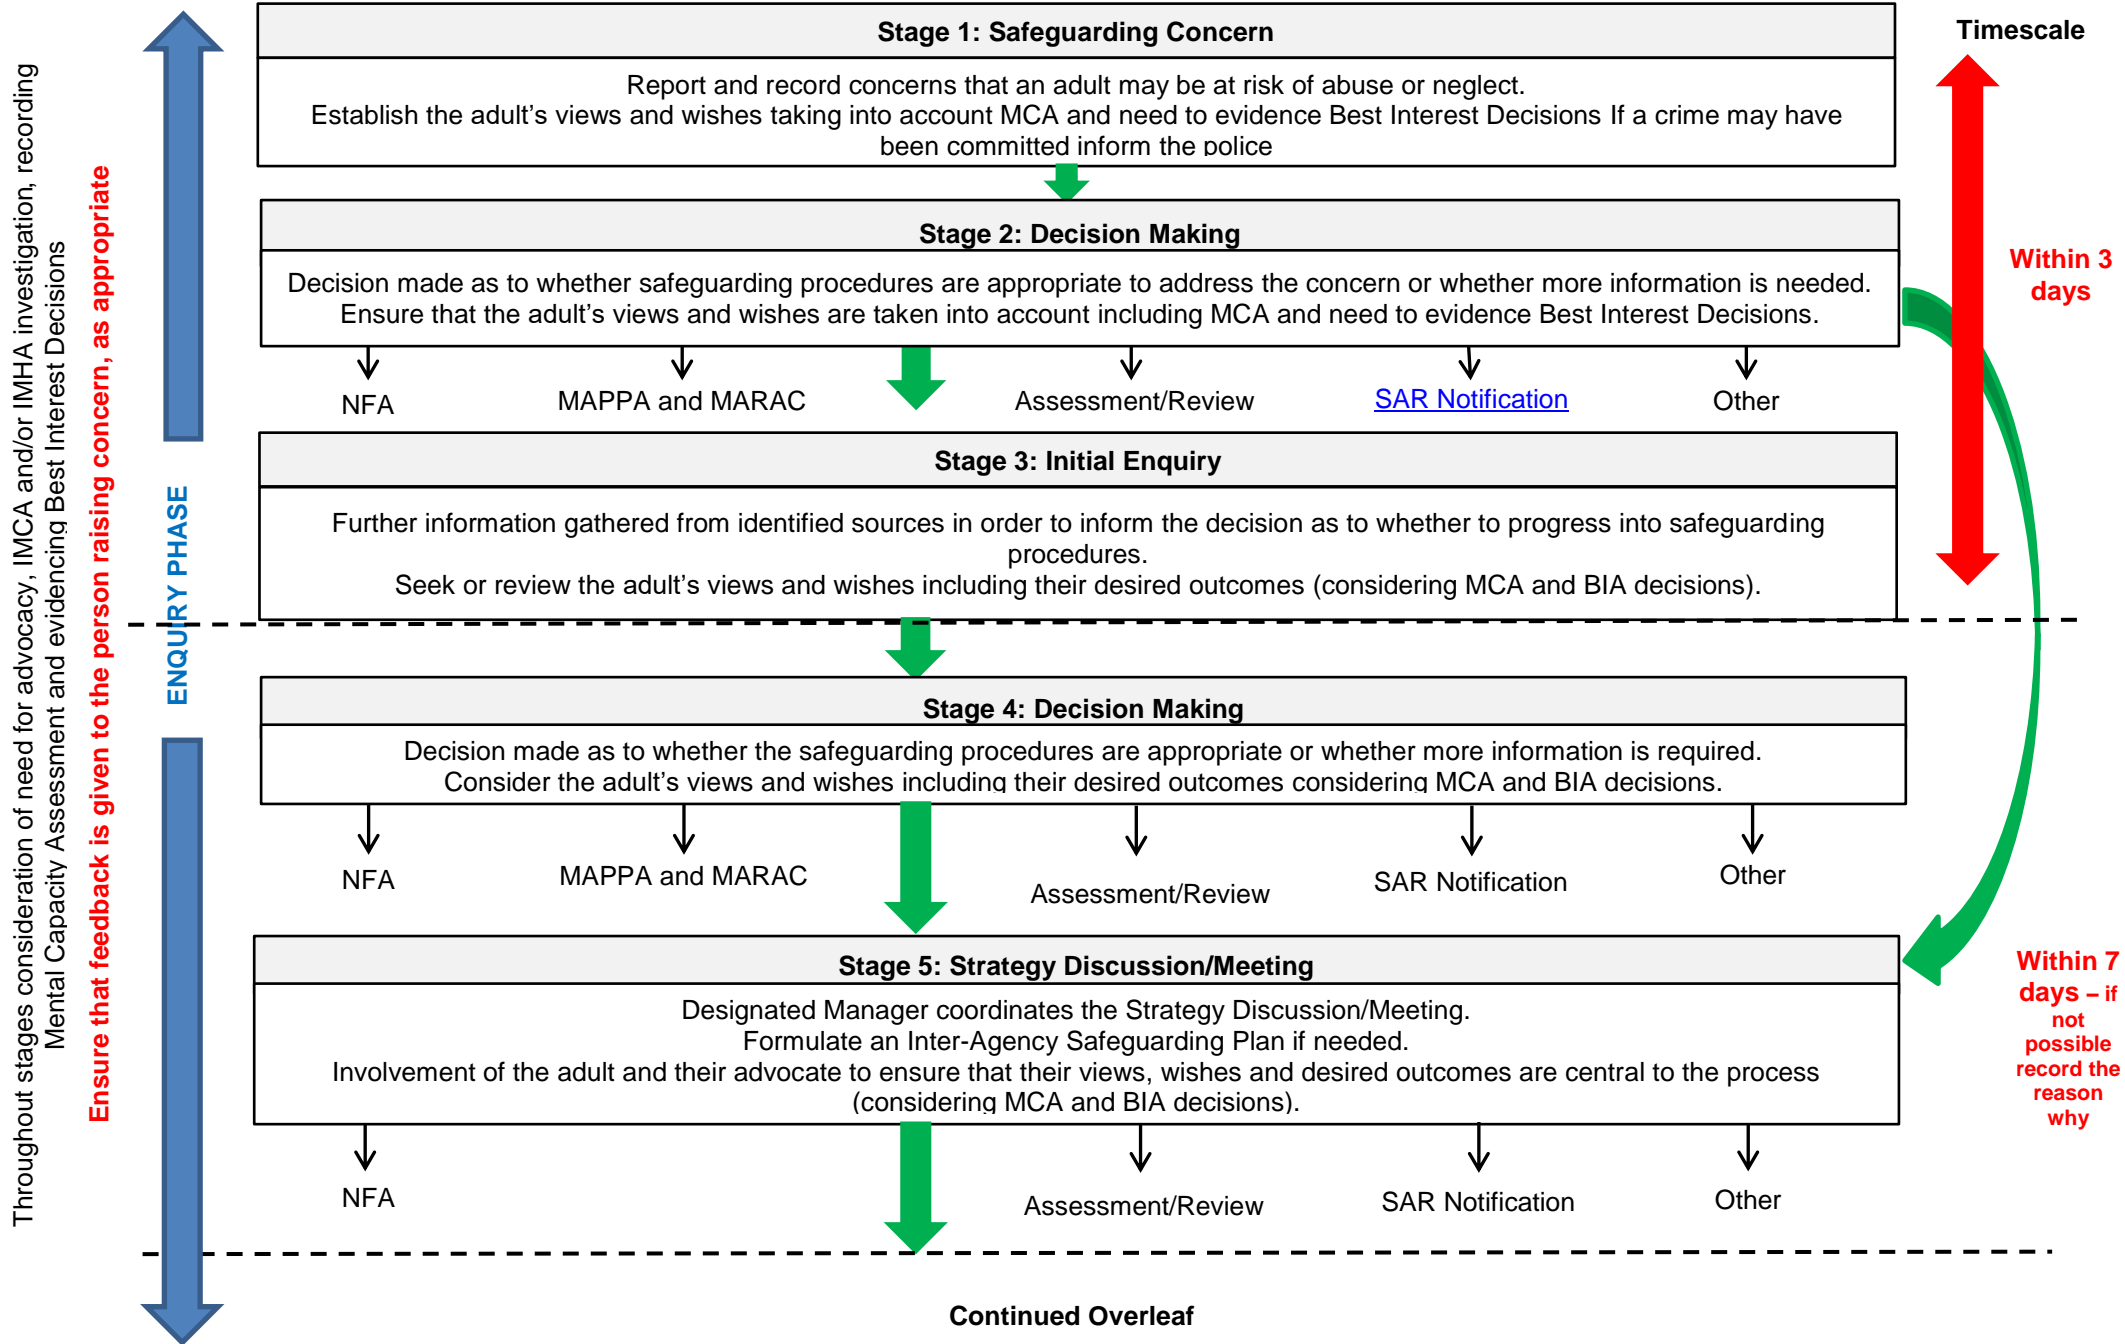 Throughout stages consideration of need for advocacy, IMCA and/or IMHA investigation, recording
Mental Capacity Assessment and evidencing Best Interest Decisions
Ensure that feedback is given to the person raising concern, as appropriate
ENQUIRY PHASE
Timescale
Stage 1: Safeguarding Concern
Report and record concerns that an adult may be at risk of abuse or neglect.
Establish the adult’s views and wishes taking into account MCA and need to evidence Best Interest Decisions If a crime may have
been committed inform the police
Stage 2: Decision Making
Decision made as to whether safeguarding procedures are appropriate to address the concern or whether more information is needed.
Ensure that the adult’s views and wishes are taken into account including MCA and need to evidence Best Interest Decisions.
Within 3
days
NFA
MAPPA and MARAC
Assessment/Review
SAR Notification
Other
Stage 3: Initial Enquiry
Further information gathered from identified sources in order to inform the decision as to whether to progress into safeguarding
procedures.
Seek or review the adult’s views and wishes including their desired outcomes (considering MCA and BIA decisions).
Stage 4: Decision Making
Decision made as to whether the safeguarding procedures are appropriate or whether more information is required.
Consider the adult’s views and wishes including their desired outcomes considering MCA and BIA decisions.
NFA
MAPPA and MARAC
Assessment/Review
SAR Notification
Other
Stage 5: Strategy Discussion/Meeting
Designated Manager coordinates the Strategy Discussion/Meeting.
Formulate an Inter-Agency Safeguarding Plan if needed.
Involvement of the adult and their advocate to ensure that their views, wishes and desired outcomes are central to the process
(considering MCA and BIA decisions).
Within 7
days – if
not
possible
record the
reason
why
NFA
Assessment/Review
SAR Notification
Other
Continued Overleaf